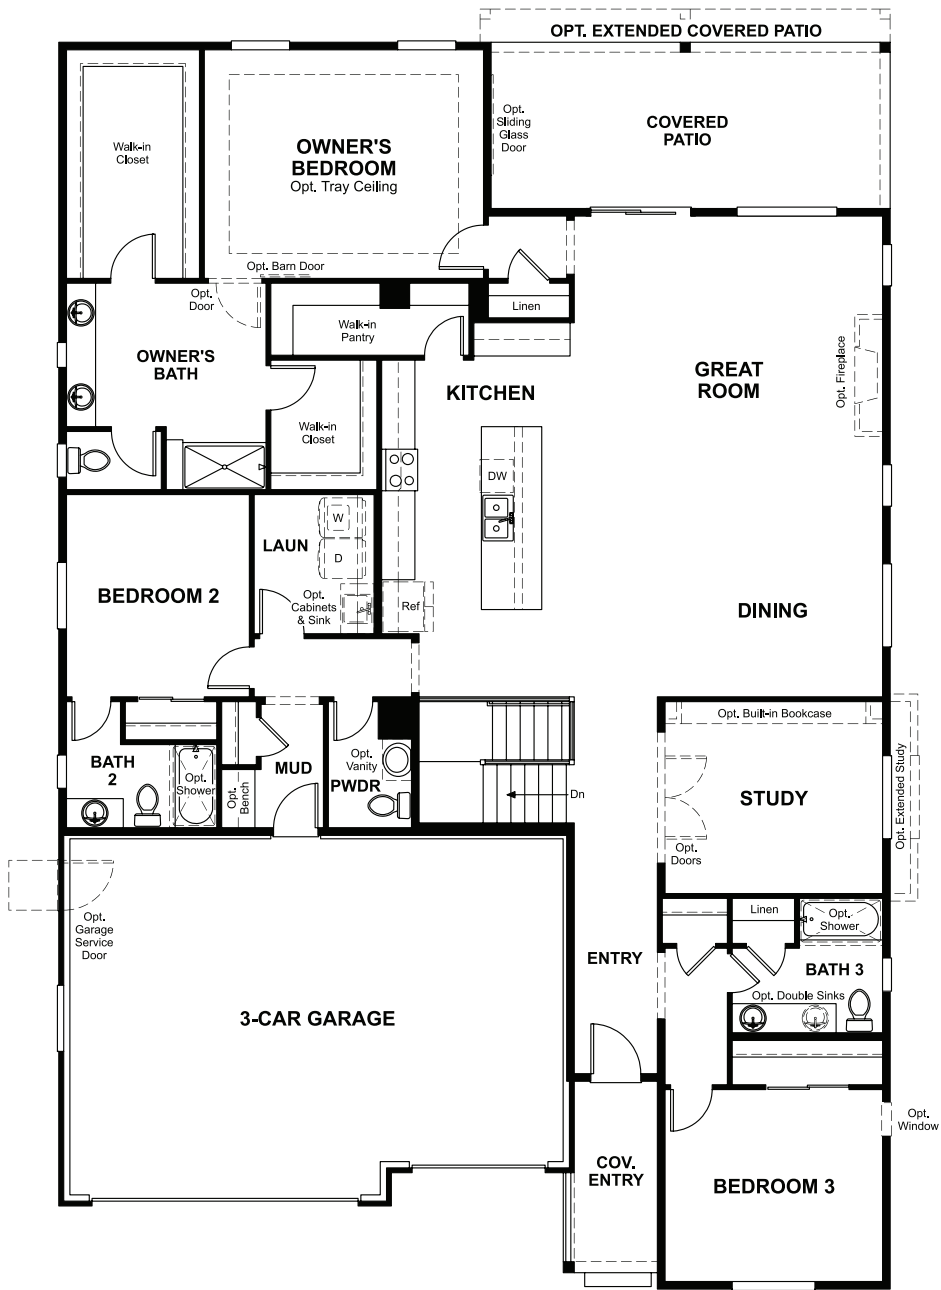 OPT. EXTENDED COVERED PATIO
Opt.
Sliding
Glass
Door
COVERED
PATIO
Walk-in
Closet
OWNER'S
BEDROOM
Opt. Tray Ceiling
Opt. Barn Door
Opt.
Door
Linen
Walk-in
Pantry
OWNER'S
BATH
KITCHEN
GREAT
ROOM
Opt. Fireplace
Walk-in
Closet
DW
W
LAUN
D
BEDROOM 2
Opt.
Cabinets
& Sink
Ref
DINING
Opt. Built-in Bookcase
BATH
2
Opt.
Shower
MUD
Opt.
Bench
Opt.
Vanity
PWDR
Dn
STUDY
Opt. Extended Study
Opt.
Doors
Opt.
Garage
Service
Door
Linen
Opt.
Shower
ENTRY
BATH 3
Opt. Double Sinks
3-CAR GARAGE
Opt.
Window
COV.
ENTRY
BEDROOM 3